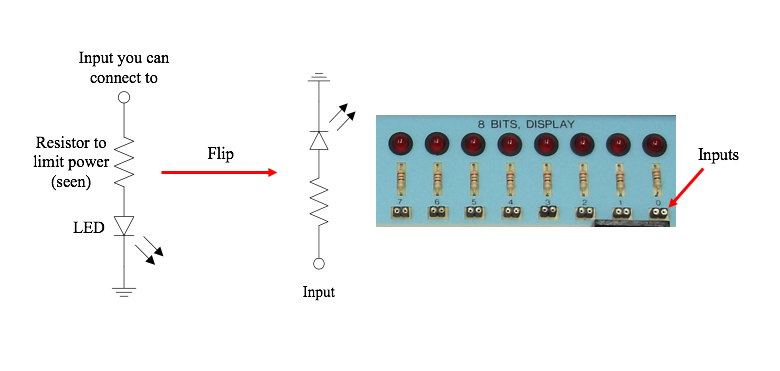 Input you can
connect to
Resistor to
limit power
(seen)
LED
Flip
Input
8 BITS, DISPLAY
7 6 5 4 3 2 1 0
Inputs